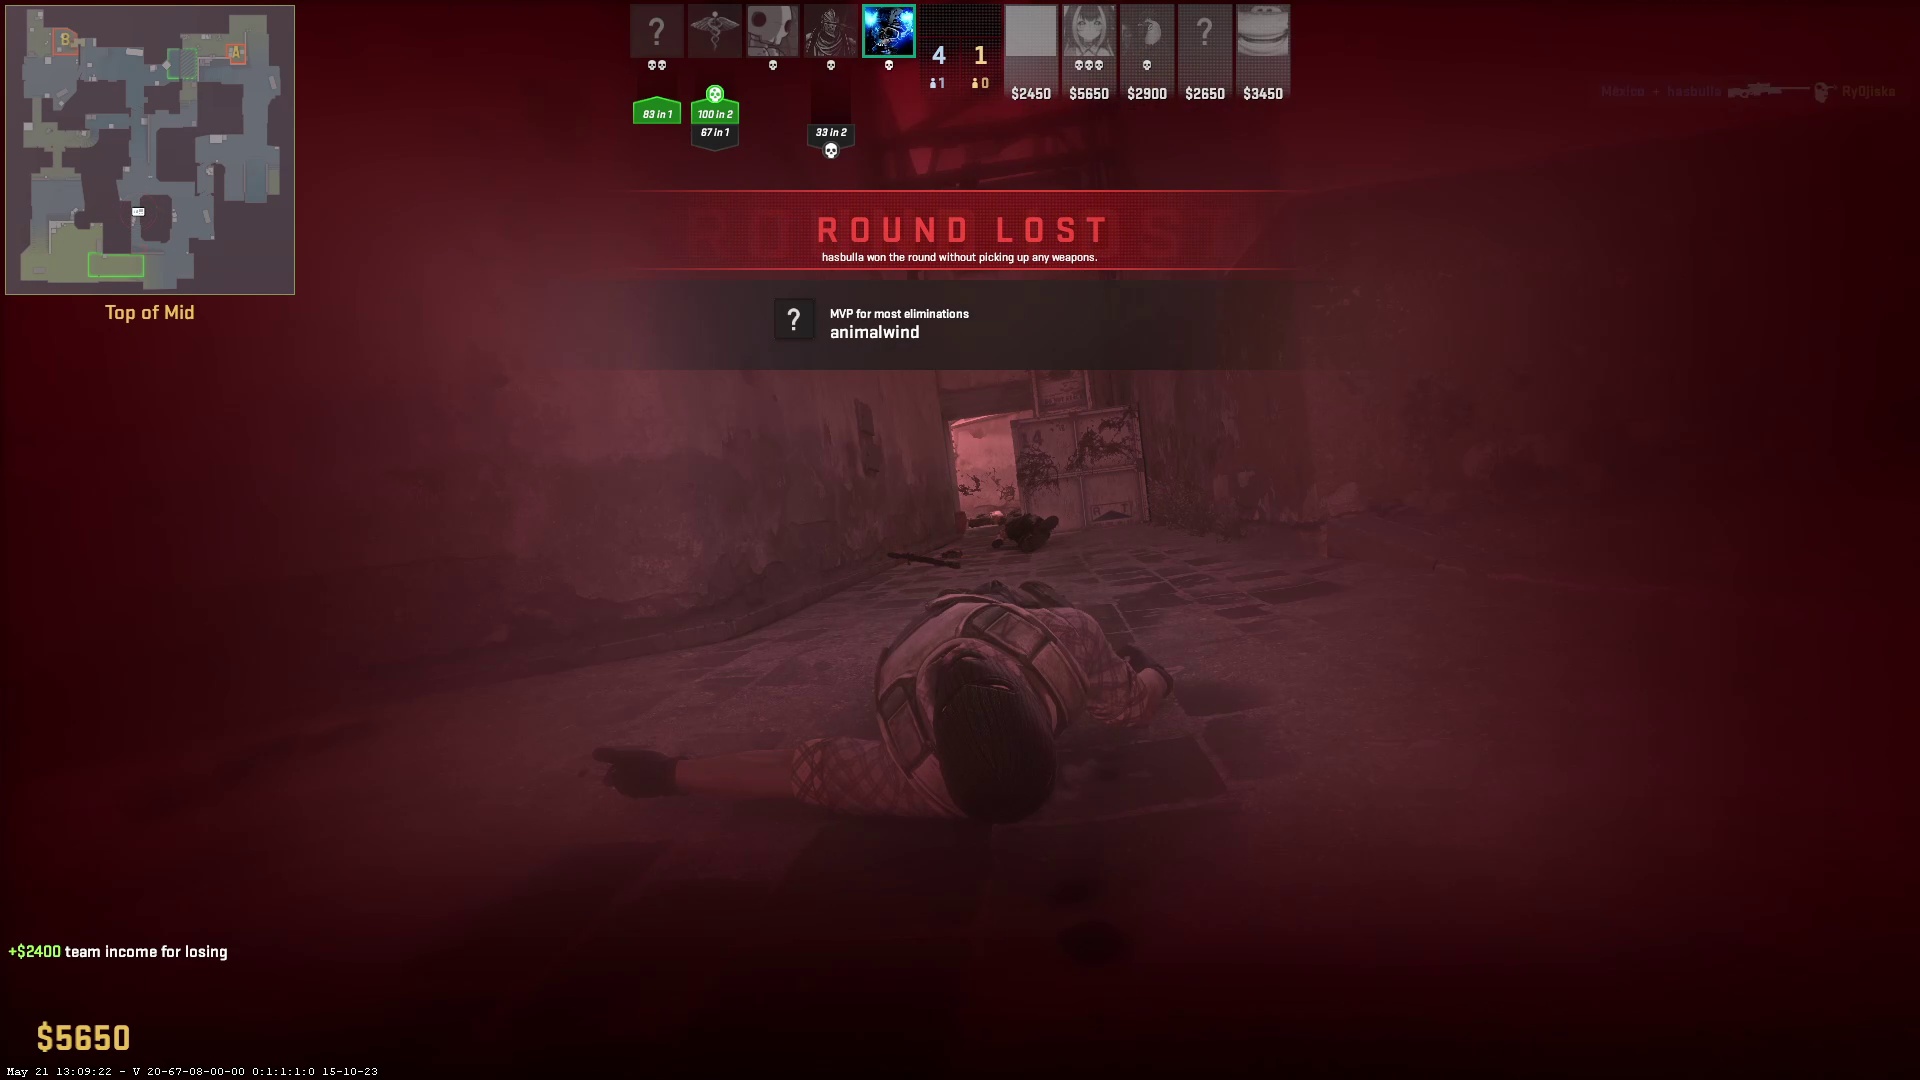 B
A
?
4
1
1
0
?
$2450
$5650
$2900
$2650
$3450
83 in 1
100 in 2
67 in 1
33 in 2
México + hasbulla
Ry0jiska
ROUND LOST
hasbulla won the round without picking up any weapons.
?
MVP for most eliminations
animalwind
Top of Mid
+$2400 team income for losing
$5650
May 21 13:09:22 - V 20-67-08-00-00 0:1:1:1:0 15-10-23